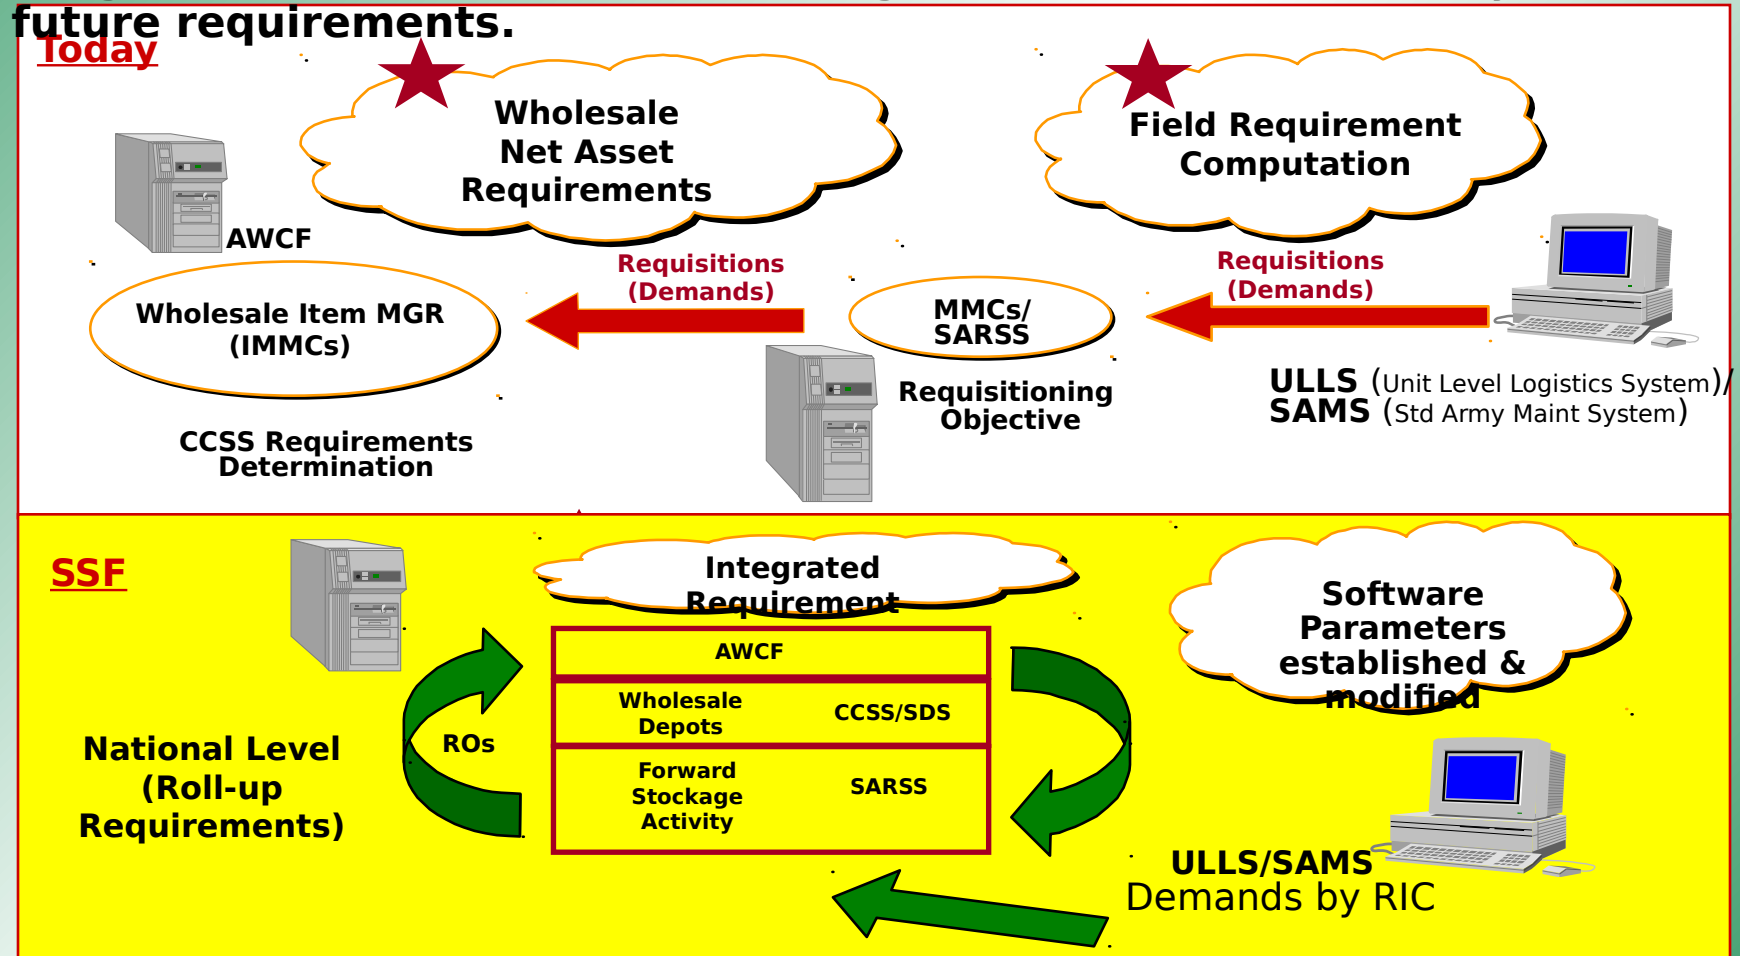 future requirements.
Today
Wholesale
Net Asset
Requirements
Field Requirement
Computation
AWCF
Requisitions
(Demands)
Requisitions
(Demands)
Wholesale Item MGR
(IMMCs)
MMCs/
SARSS
Requisitioning
Objective
ULLS (Unit Level Logistics System)/
SAMS (Std Army Maint System)
CCSS Requirements
Determination
SSF
Integrated
Requirement
Software
Parameters
established &
modified
AWCF
Wholesale
Depots
CCSS/SDS
ROs
National Level
(Roll-up
Requirements)
Forward
Stockage
Activity
SARSS
ULLS/SAMS
Demands by RIC